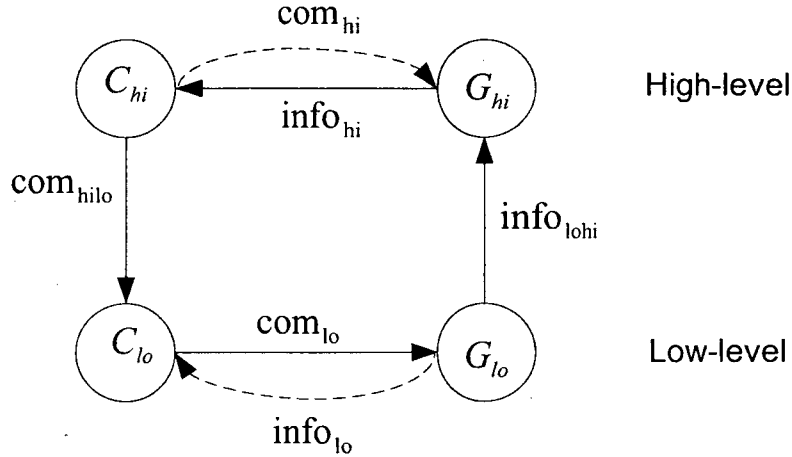 com_hi
C_hi
G_hi
High-level
info_hi
com_hilo
info_lohi
com_lo
C_lo
G_lo
Low-level
info_lo